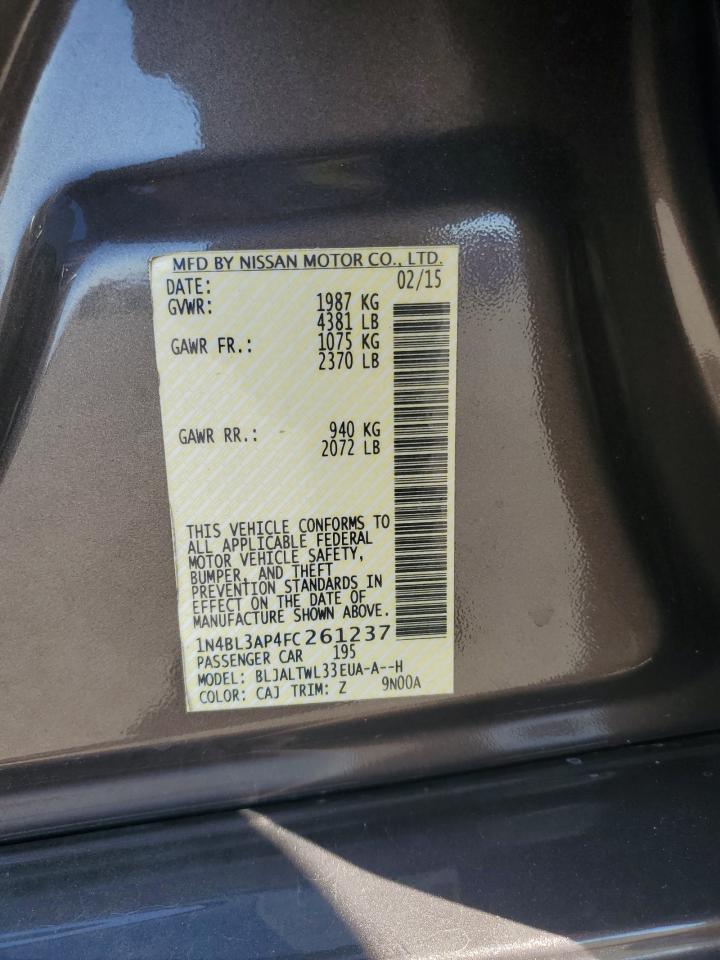 MFD BY NISSAN MOTOR CO., LTD.
DATE: 02/15
GVWR: 1987 KG
4381 LB
GAWR FR.: 1075 KG
2370 LB
GAWR RR.: 940 KG
2072 LB
THIS VEHICLE CONFORMS TO
ALL APPLICABLE FEDERAL
MOTOR VEHICLE SAFETY,
BUMPER, AND THEFT
PREVENTION STANDARDS IN
EFFECT ON THE DATE OF
MANUFACTURE SHOWN ABOVE.
1N4BL3AP4FC261237
PASSENGER CAR 195
MODEL: BLJALTWL33EUA-A--H
COLOR: CAJ TRIM: Z 9N00A